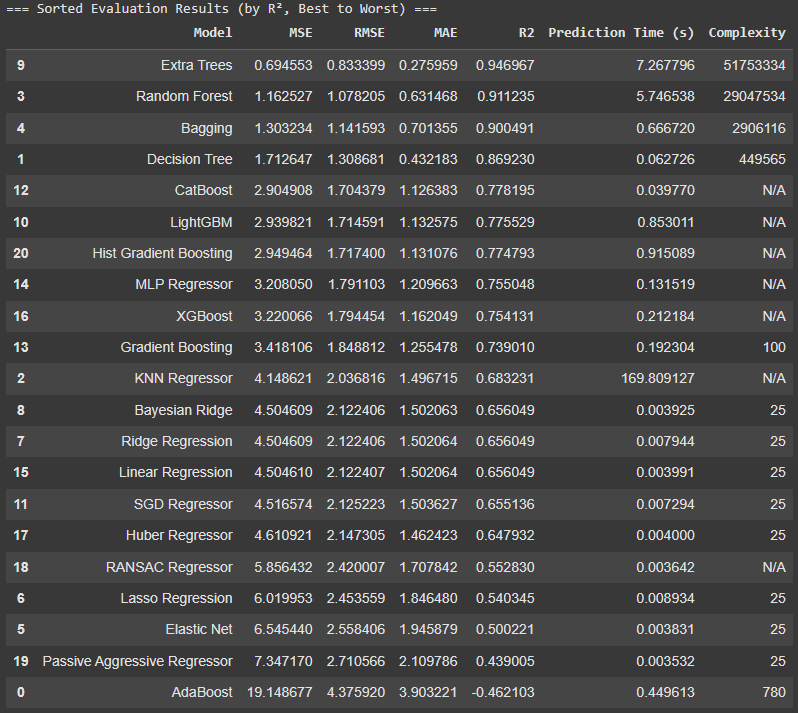 === Sorted Evaluation Results (by R², Best to Worst) ===
Model MSE RMSE MAE R2 Prediction Time (s) Complexity
9 Extra Trees 0.694553 0.833399 0.275959 0.946967 7.267796 51753334
3 Random Forest 1.162527 1.078205 0.631468 0.911235 5.746538 29047534
4 Bagging 1.303234 1.141593 0.701355 0.900491 0.666720 2906116
1 Decision Tree 1.712647 1.308681 0.432183 0.869230 0.062726 449565
12 CatBoost 2.904908 1.704379 1.126383 0.778195 0.039770 N/A
10 LightGBM 2.939821 1.714591 1.132575 0.775529 0.853011 N/A
20 Hist Gradient Boosting 2.949464 1.717400 1.131076 0.774793 0.915089 N/A
14 MLP Regressor 3.208050 1.791103 1.209663 0.755048 0.131519 N/A
16 XGBoost 3.220066 1.794454 1.162049 0.754131 0.212184 N/A
13 Gradient Boosting 3.418106 1.848812 1.255478 0.739010 0.192304 100
2 KNN Regressor 4.148621 2.036816 1.496715 0.683231 169.809127 N/A
8 Bayesian Ridge 4.504609 2.122406 1.502063 0.656049 0.003925 25
7 Ridge Regression 4.504609 2.122406 1.502064 0.656049 0.007944 25
15 Linear Regression 4.504610 2.122407 1.502064 0.656049 0.003991 25
11 SGD Regressor 4.516574 2.125223 1.503627 0.655136 0.007294 25
17 Huber Regressor 4.610921 2.147305 1.462423 0.647932 0.004000 25
18 RANSAC Regressor 5.856432 2.420007 1.707842 0.552830 0.003642 N/A
6 Lasso Regression 6.019953 2.453559 1.846480 0.540345 0.008934 25
5 Elastic Net 6.545440 2.558406 1.945879 0.500221 0.003831 25
19 Passive Aggressive Regressor 7.347170 2.710566 2.109786 0.439005 0.003532 25
0 AdaBoost 19.148677 4.375920 3.903221 -0.462103 0.449613 780